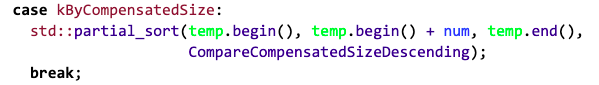 case kByCompensatedSize:
std::partial_sort(temp.begin(), temp.begin() + num, temp.end(),
CompareCompensatedSizeDescending);
break;